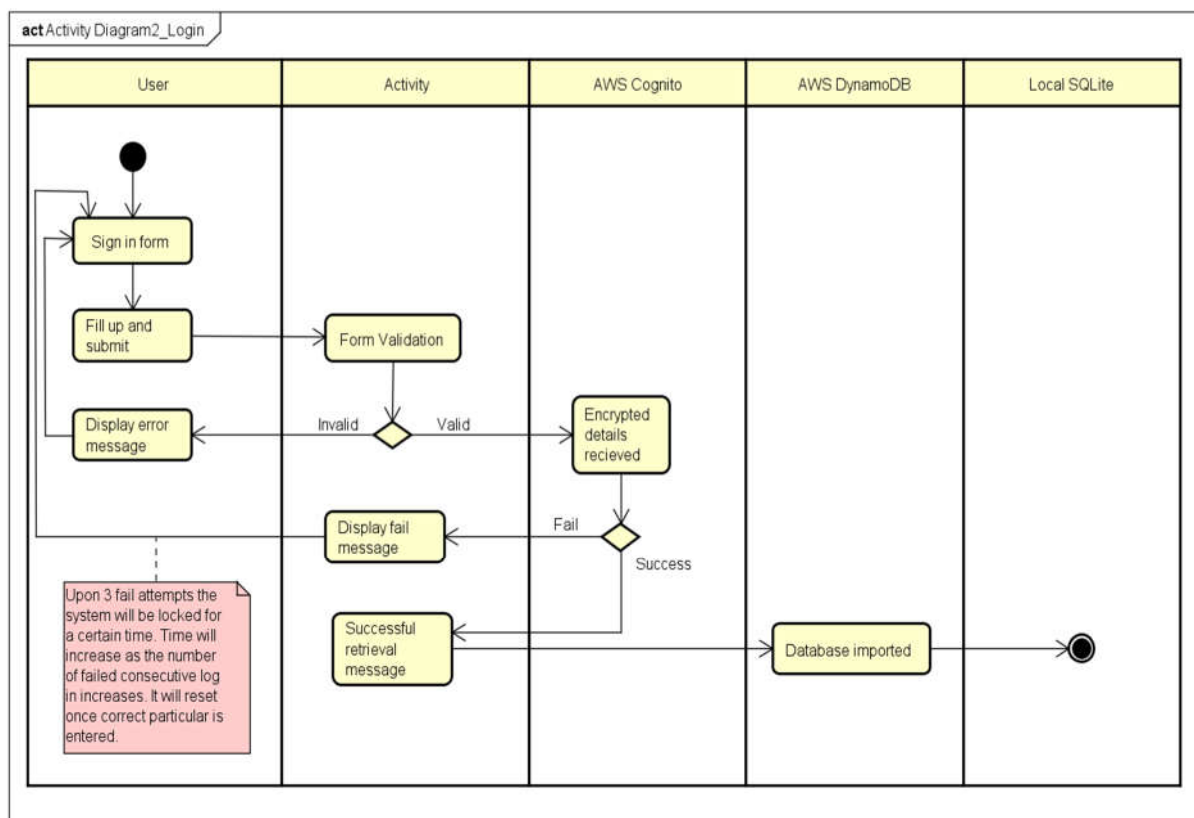 act Activity Diagram2_Login
User
Activity
AWS Cognito
AWS DynamoDB
Local SQLite
Sign in form
Fill up and
submit
Form Validation
Invalid
Valid
Display error
message
Encrypted
details
recieved
Fail
Display fail
message
Success
Upon 3 fail attempts the
system will be locked for
a certain time. Time will
increase as the number
of failed consecutive log
in increases. It will reset
once correct particular is
entered.
Successful
retrieval
message
Database imported